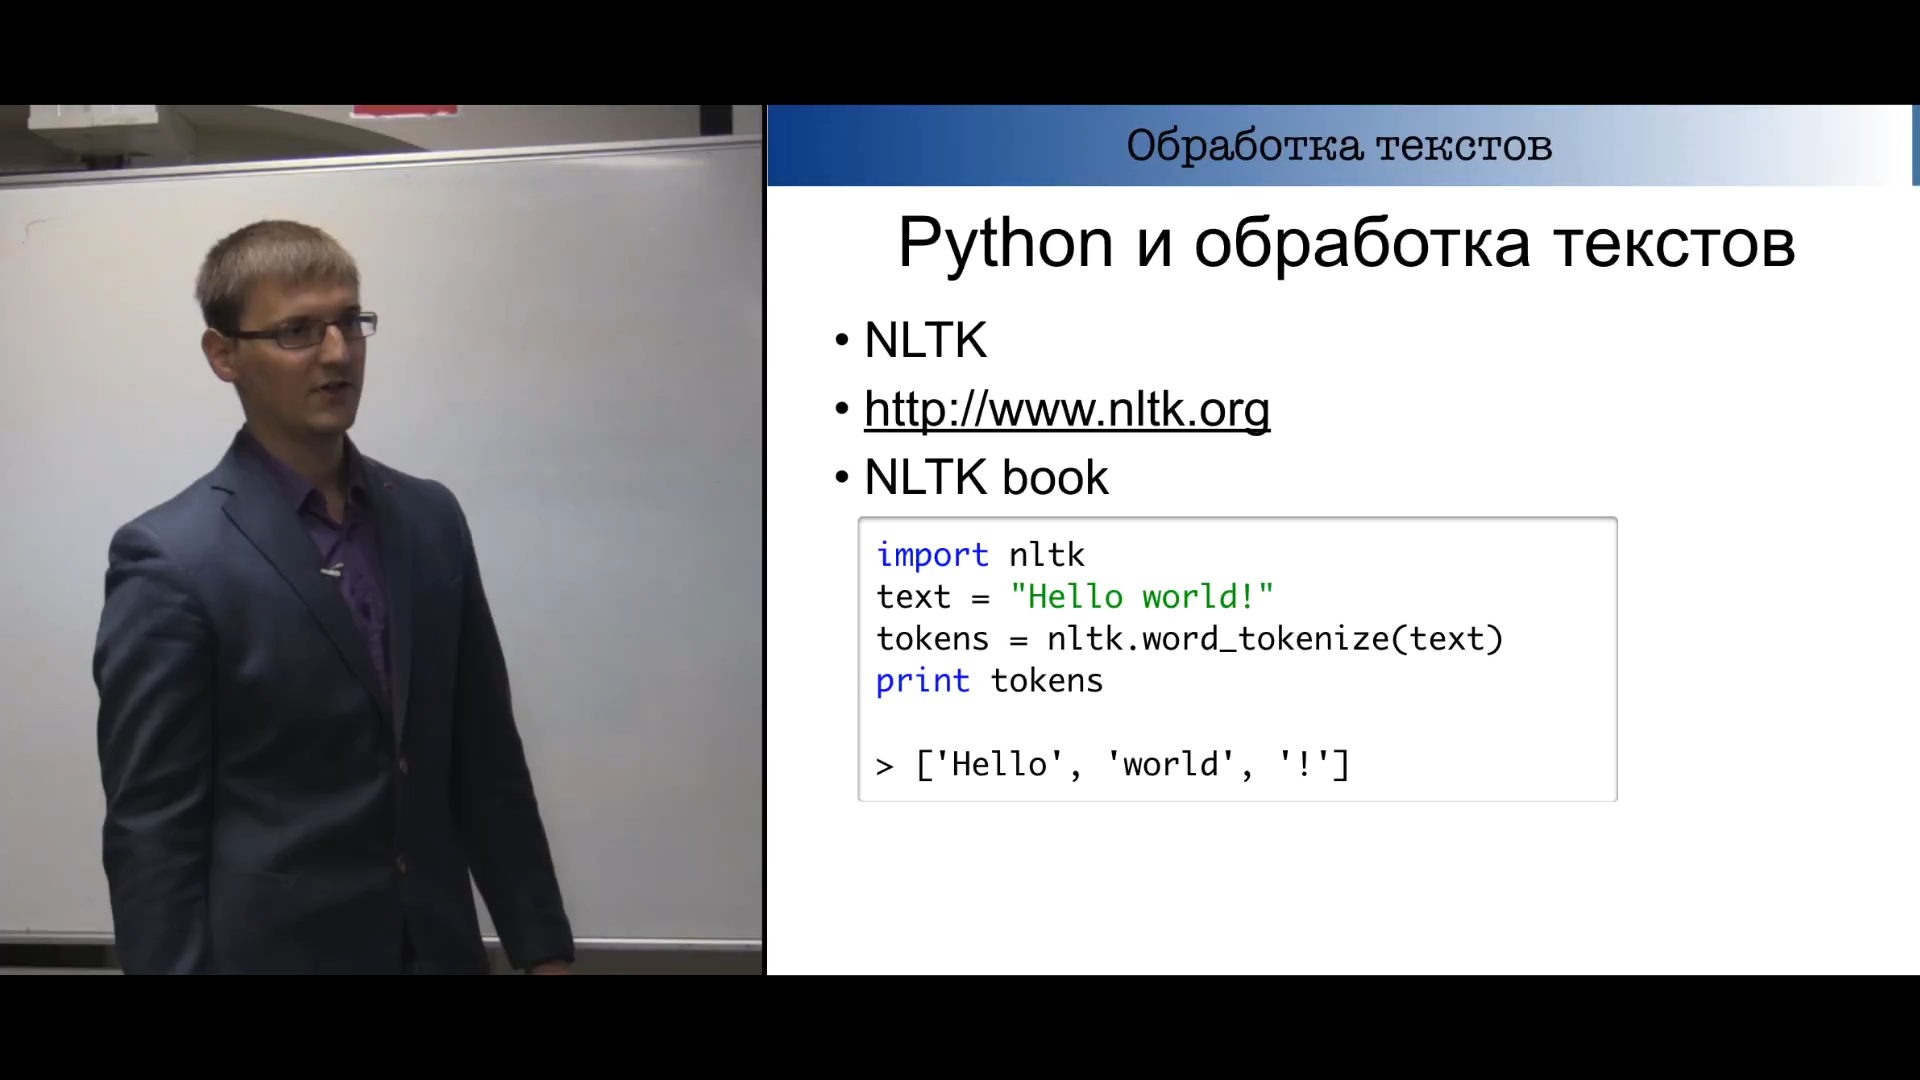 Обработка текстов
Python и обработка текстов
• NLTK
• http://www.nltk.org
• NLTK book
import nltk
text = "Hello world!"
tokens = nltk.word_tokenize(text)
print tokens
> ['Hello', 'world', '!']